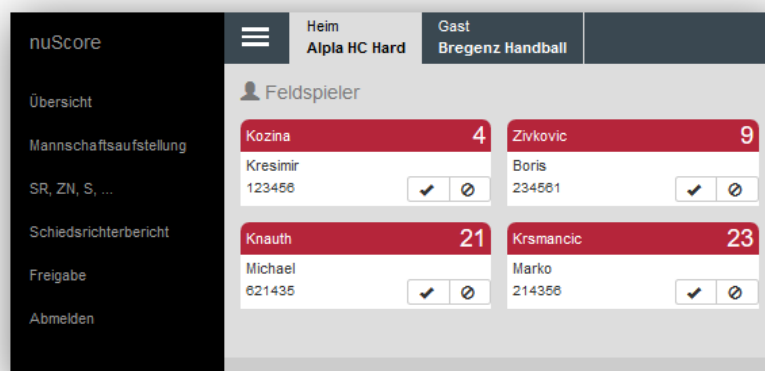 nuScore
Übersicht
Mannschaftsaufstellung
SR, ZN, S, ...
Schiedsrichterbericht
Freigabe
Abmelden
Heim
Alpla HC Hard
Gast
Bregenz Handball
Feldspieler
Kozina 4
Kresimir
123456
Zivkovic 9
Boris
234561
Knauth 21
Michael
621435
Krsmancic 23
Marko
214356